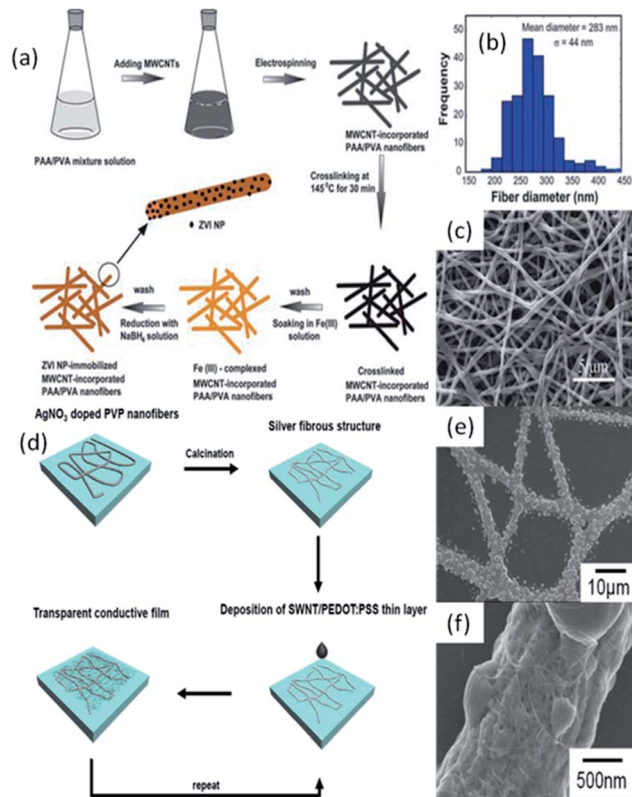 (a)
Adding MWCNTs
Electrospinning
PAA/PVA mixture solution
MWCNT-incorporated
PAA/PVA nanofibers
Crosslinking at
145⁰C for 30 min
ZVI NP
wash
Reduction with
NaBH₄ solution
wash
Soaking in Fe(III)
solution
ZVI NP-immobilized
MWCNT-incorporated
PAA/PVA nanofibers
Fe (III) - complexed
MWCNT-incorporated
PAA/PVA nanofibers
Crosslinked
MWCNT-incorporated
PAA/PVA nanofibers
(b)
Mean diameter = 283 nm
σ = 44 nm
Frequency
50
40
30
20
10
0
150 200 250 300 350 400 450
Fiber diameter (nm)
(c)
5 μm
AgNO₃ doped PVP nanofibers
(d)
Calcination
Silver fibrous structure
Transparent conductive film
Deposition of SWNT/PEDOT:PSS thin layer
repeat
(e)
10μm
(f)
500nm